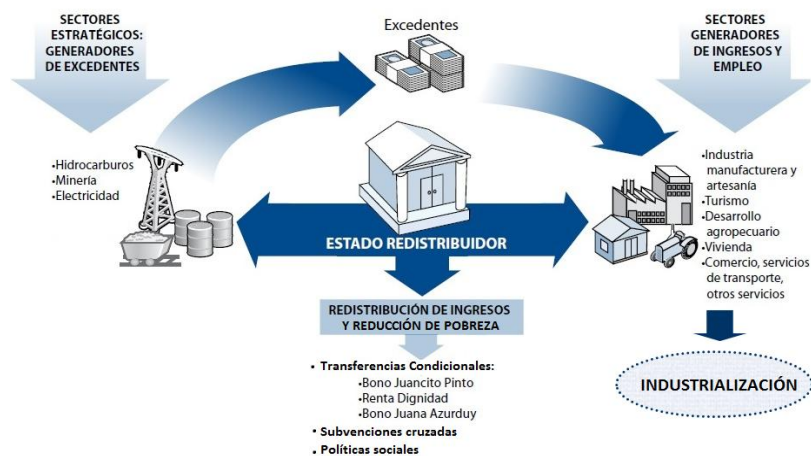 SECTORES
ESTRATÉGICOS:
GENERADORES
DE EXCEDENTES
Excedentes
SECTORES
GENERADORES
DE INGRESOS Y
EMPLEO
•Hidrocarburos
•Minería
•Electricidad
•Industria
manufacturera y
artesanía
•Turismo
•Desarrollo
agropecuario
•Vivienda
•Comercio, servicios
de transporte,
otros servicios
ESTADO REDISTRIBUIDOR
REDISTRIBUCIÓN DE INGRESOS
Y REDUCCIÓN DE POBREZA
• Transferencias Condicionales:
•Bono Juancito Pinto
•Renta Dignidad
•Bono Juana Azurduy
• Subvenciones cruzadas
• Políticas sociales
INDUSTRIALIZACIÓN